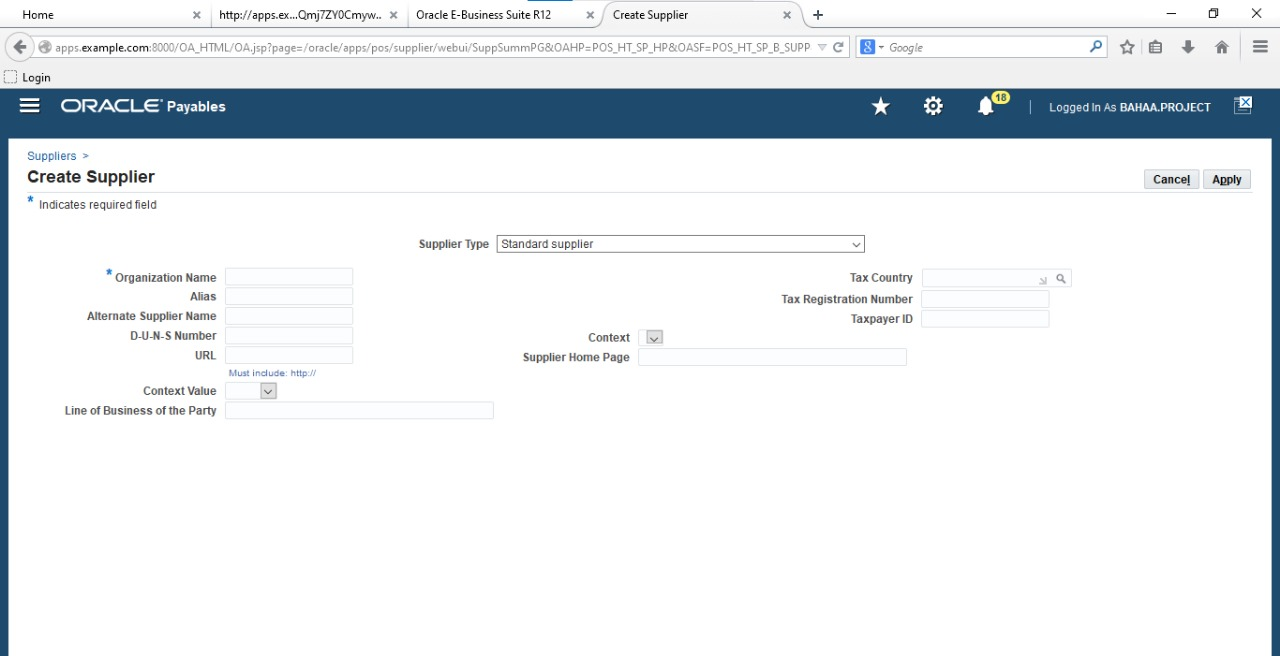 Home
http://apps.ex...Qmj7ZY0Cmyw...
Oracle E-Business Suite R12
Create Supplier
apps.example.com:8000/OA_HTML/OA.jsp?page=/oracle/apps/pos/supplier/webui/SuppSummPG&OAHP=POS_HT_SP_HP&OASF=POS_HT_SP_B_SUPP
Google
Login
ORACLE Payables
18
Logged In As BAHAA.PROJECT
Suppliers >
Create Supplier
Cancel
Apply
* Indicates required field
Supplier Type
Standard supplier
* Organization Name
Alias
Alternate Supplier Name
D-U-N-S Number
URL
Must include: http://
Context Value
Line of Business of the Party
Context
Supplier Home Page
Tax Country
Tax Registration Number
Taxpayer ID